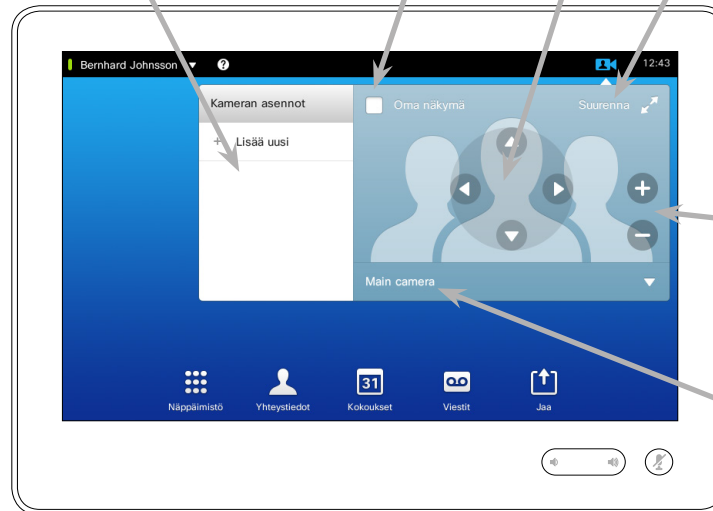 Bernhard Johnsson ? 12:43
Kameran asennot
Oma näkymä
Suurenna
+ Lisää uusi
Main camera
31
Näppäimistö
Yhteystiedot
Kokoukset
Viestit
Jaa